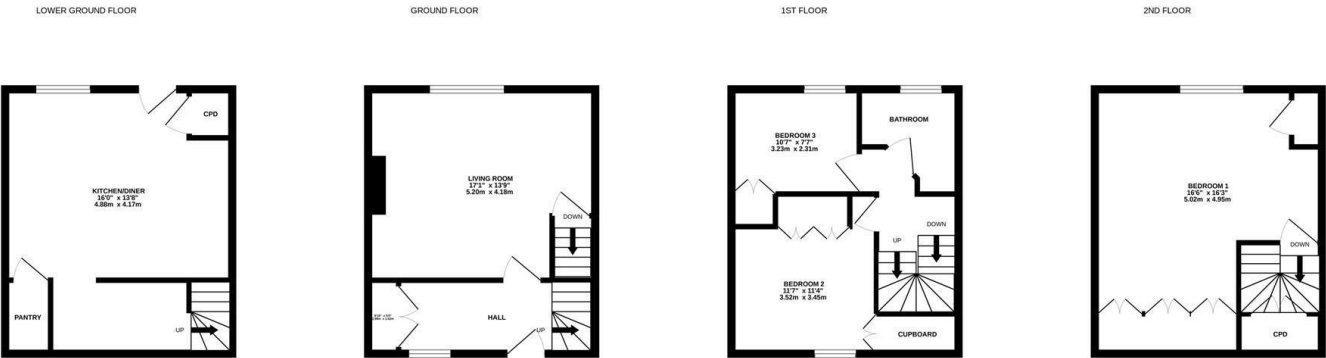 LOWER GROUND FLOOR
GROUND FLOOR
1ST FLOOR
2ND FLOOR
CPD
KITCHEN/DINER
16'0" x 13'8"
4.88m x 4.17m
PANTRY
UP
LIVING ROOM
17'1" x 13'9"
5.20m x 4.18m
DOWN
HALL
UP
BEDROOM 3
10'7" x 7'7"
3.23m x 2.31m
BATHROOM
DOWN
UP
BEDROOM 2
11'7" x 11'4"
3.52m x 3.45m
CUPBOARD
BEDROOM 1
16'6" x 16'3"
5.02m x 4.95m
DOWN
CPD